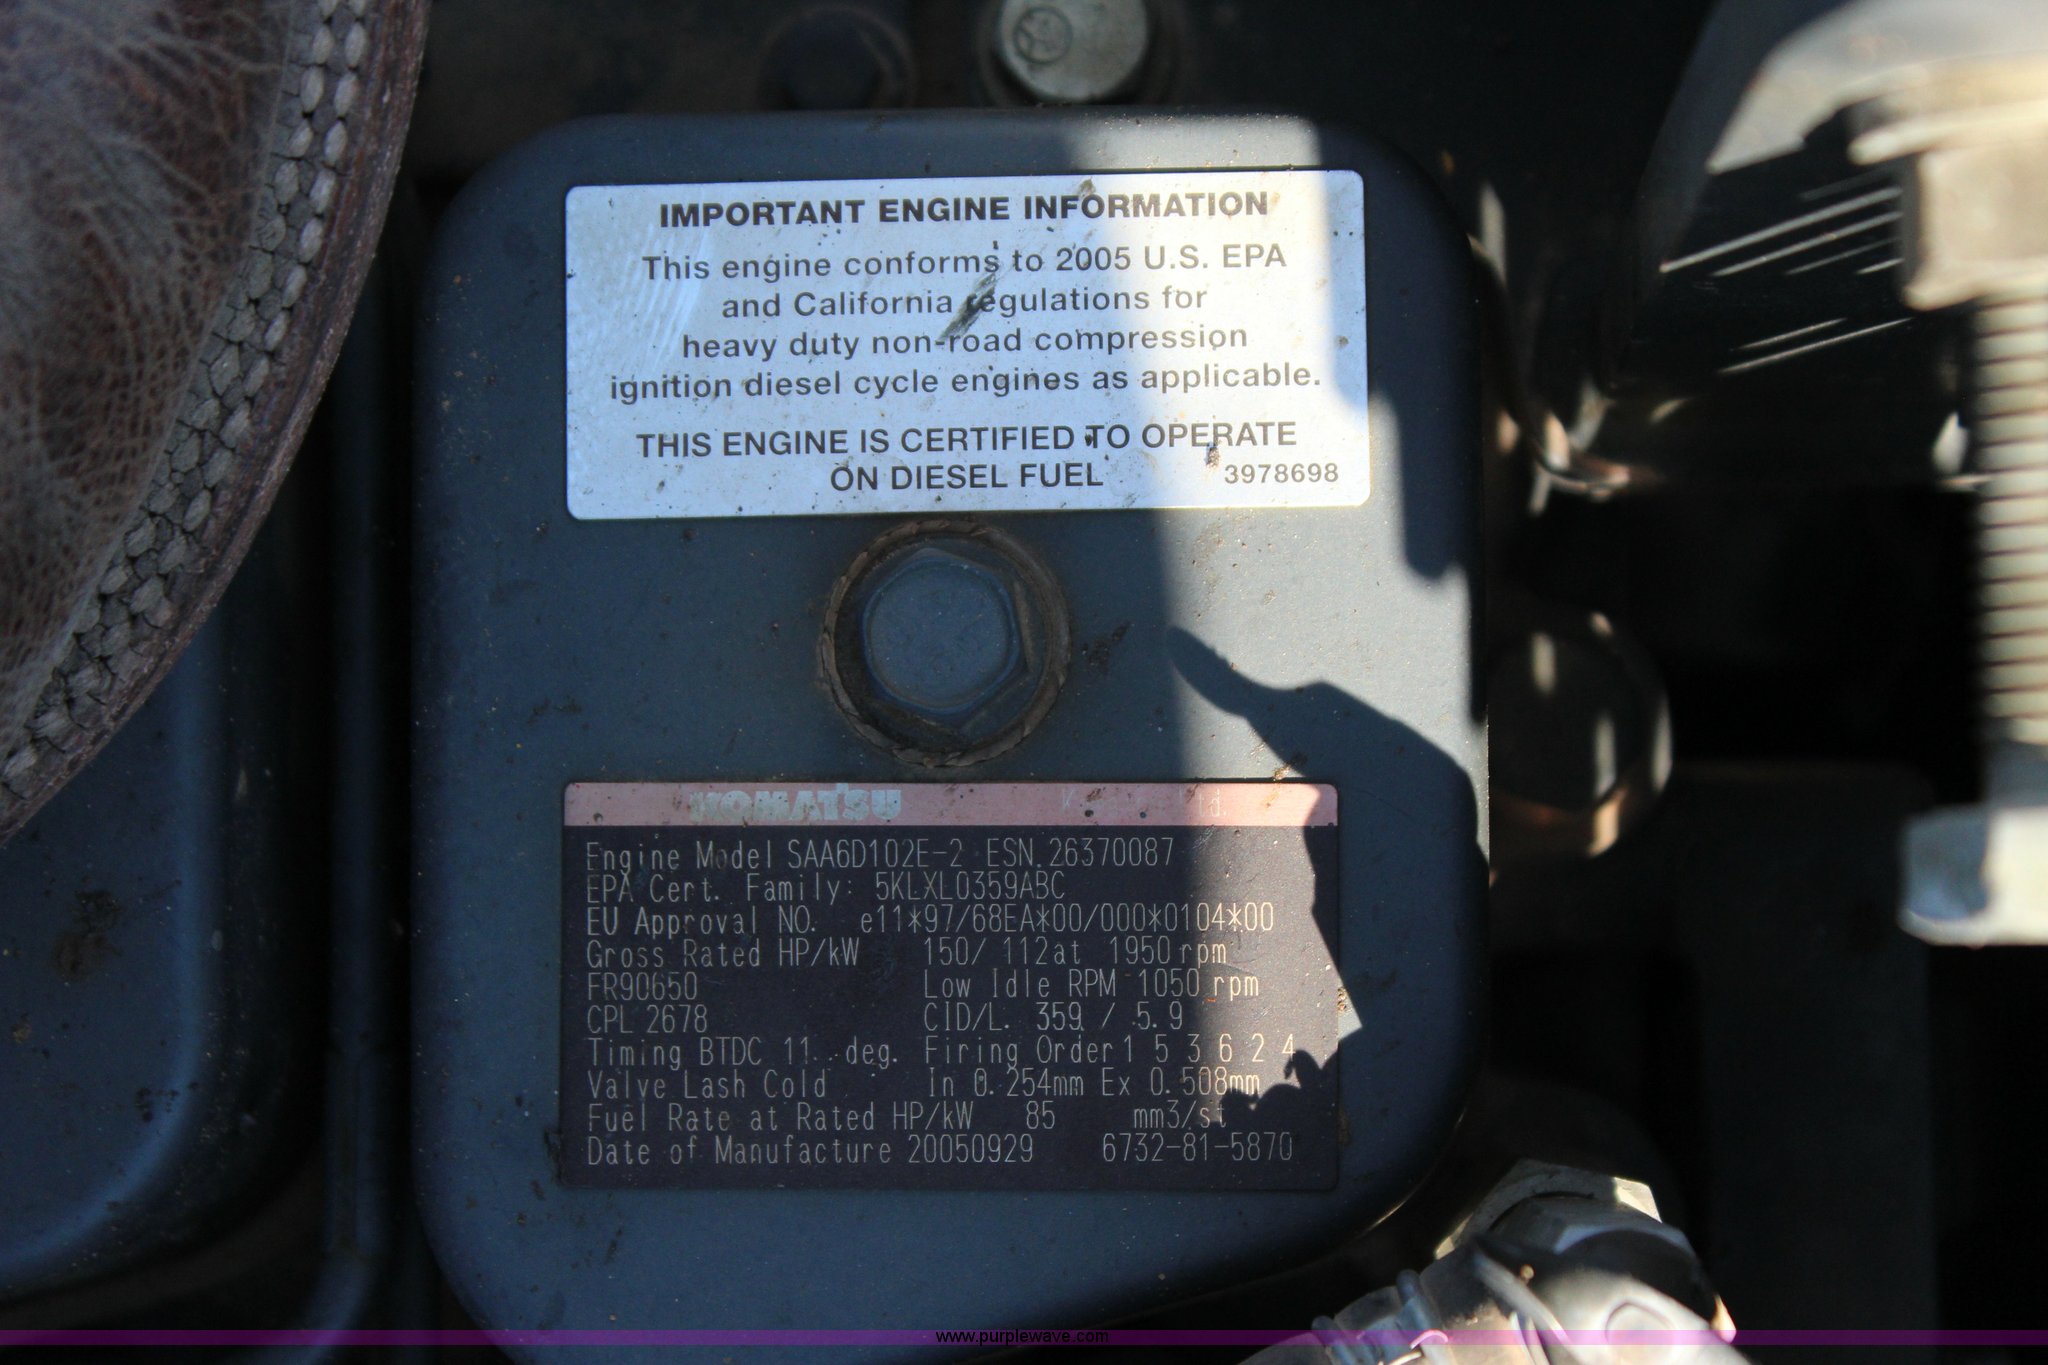 IMPORTANT ENGINE INFORMATION
This engine conforms to 2005 U.S. EPA
and California regulations for
heavy duty non-road compression
ignition diesel cycle engines as applicable.
THIS ENGINE IS CERTIFIED TO OPERATE
ON DIESEL FUEL 3978698
KOMATSU Ltd.
Engine Model SAA6D102E-2 ESN.26370087
EPA Cert. Family: 5KLXL0359ABC
EU Approval NO. e11*97/68EA*00/000*0104*00
Gross Rated HP/kW 150/ 112at 1950 rpm
FR90650 Low Idle RPM 1050 rpm
CPL 2678 CID/L. 359 / 5.9
Timing BTDC 11 deg. Firing Order 1 5 3 6 2 4
Valve Lash Cold In 0.254mm Ex 0.508mm
Fuel Rate at Rated HP/kW 85 mm3/st
Date of Manufacture 20050929 6732-81-5870
www.purplewave.com